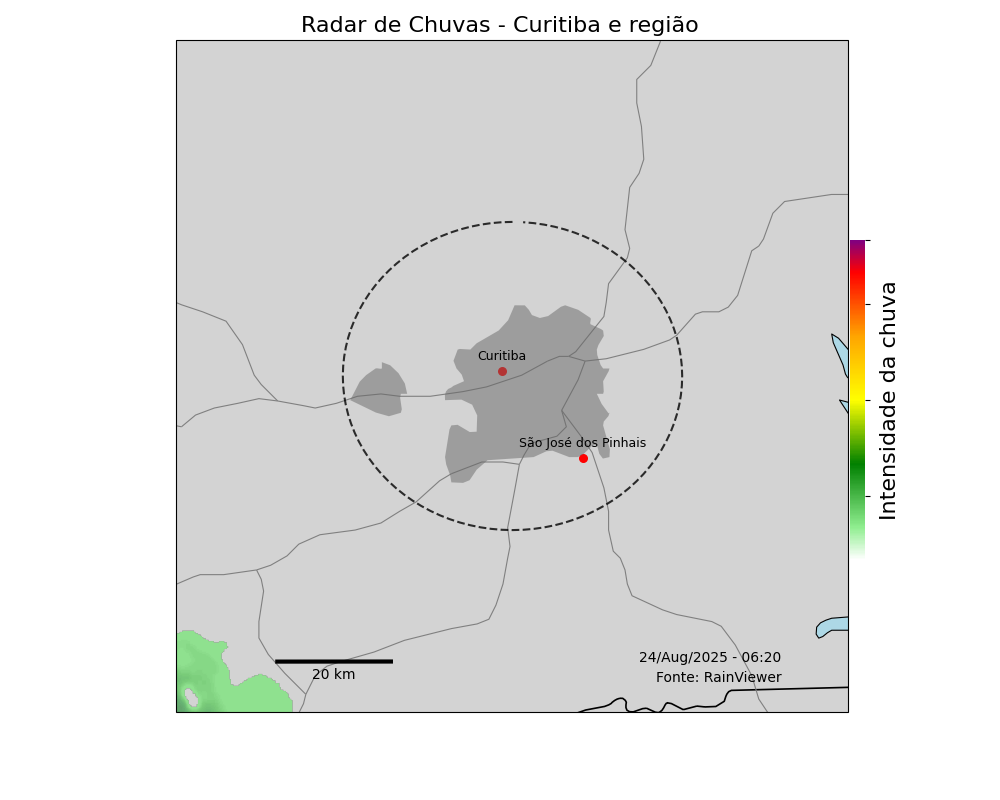 Radar de Chuvas - Curitiba e região
Curitiba
São José dos Pinhais
Intensidade da chuva
24/Aug/2025 - 06:20
Fonte: RainViewer
20 km